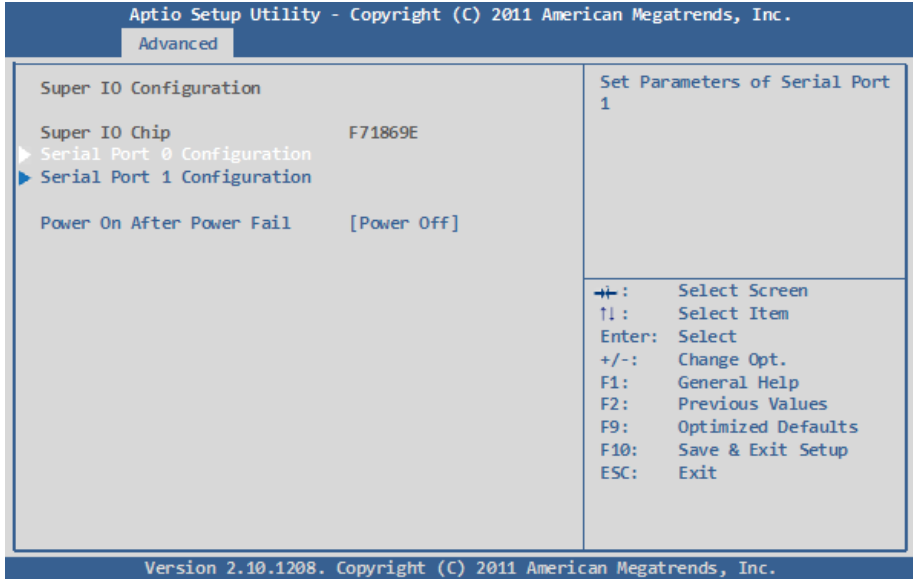 Aptio Setup Utility - Copyright (C) 2011 American Megatrends, Inc.
Advanced
Super IO Configuration
Super IO Chip F71869E
Serial Port 0 Configuration
Serial Port 1 Configuration
Power On After Power Fail [Power Off]
Set Parameters of Serial Port
1
→←: Select Screen
↑↓: Select Item
Enter: Select
+/-: Change Opt.
F1: General Help
F2: Previous Values
F9: Optimized Defaults
F10: Save & Exit Setup
ESC: Exit
Version 2.10.1208. Copyright (C) 2011 American Megatrends, Inc.